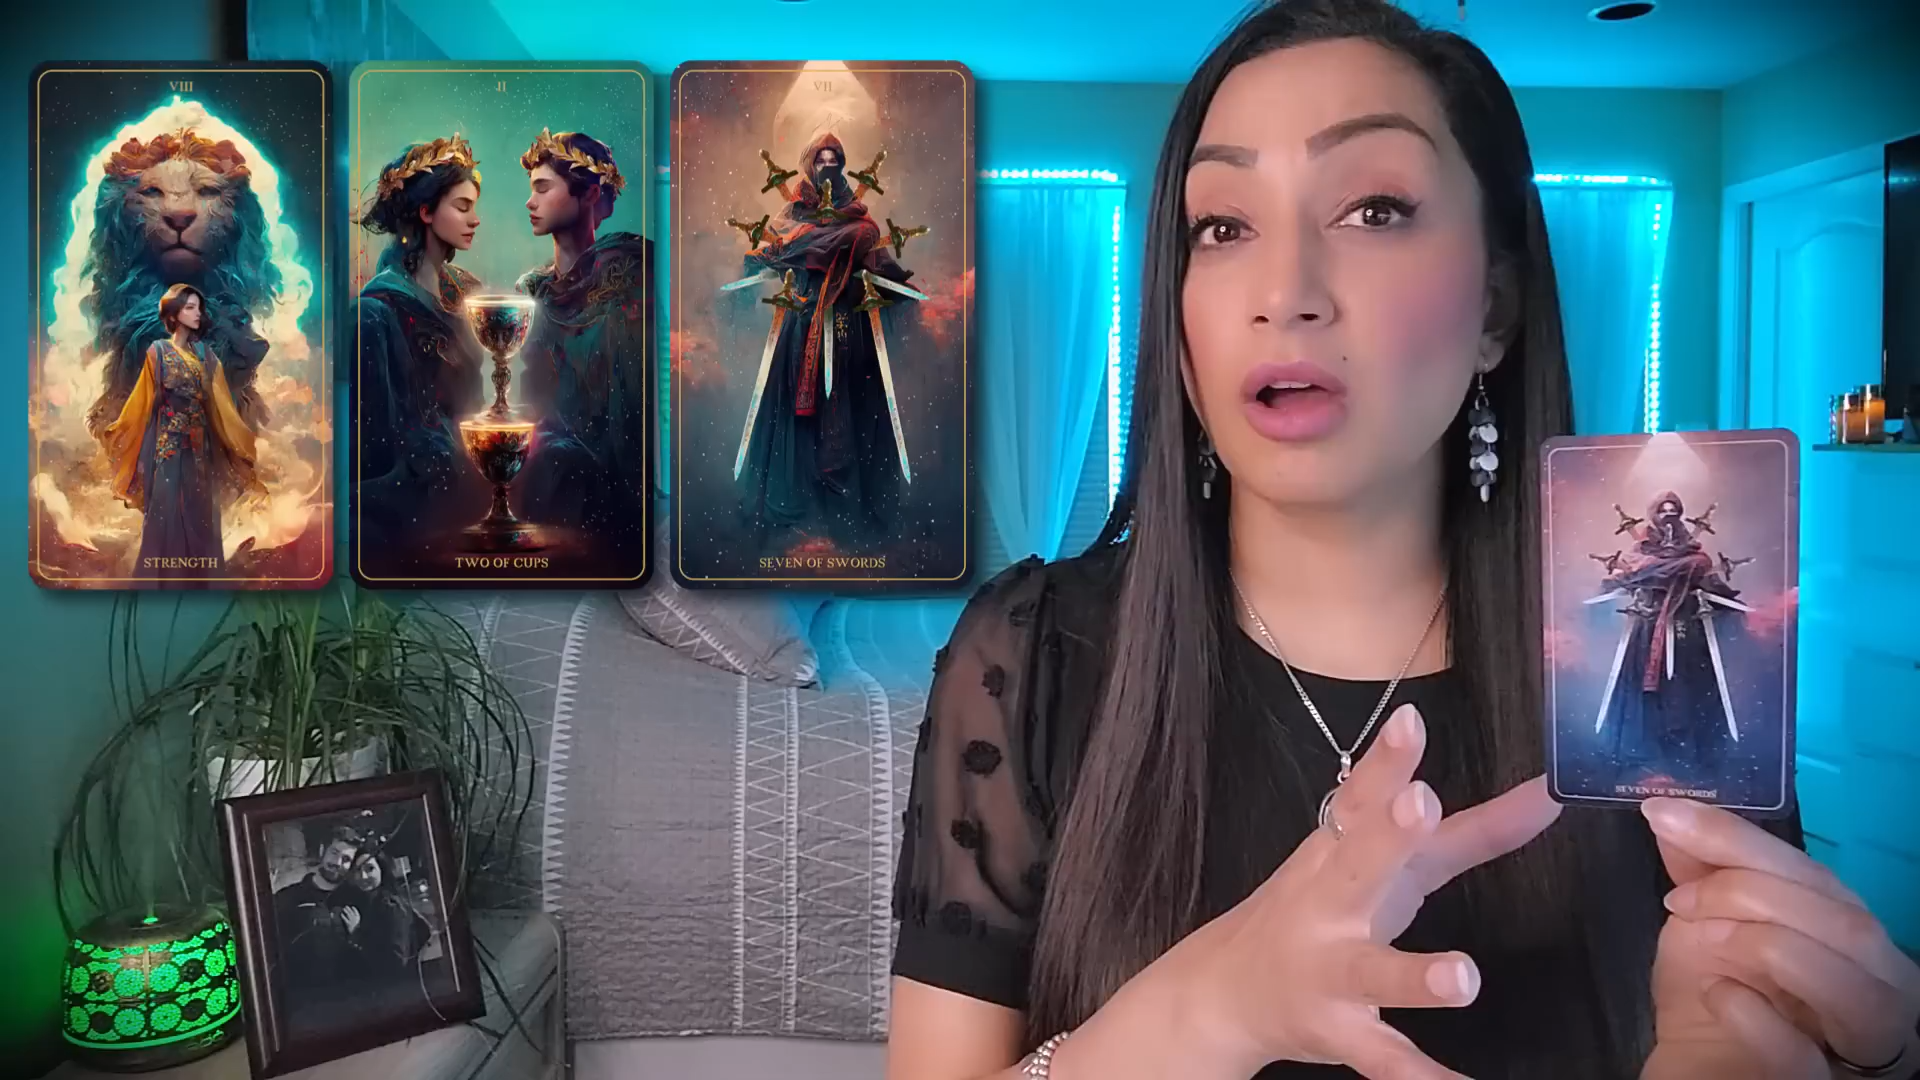 VIII
STRENGTH
II
TWO OF CUPS
VII
SEVEN OF SWORDS
SEVEN OF SWORDS